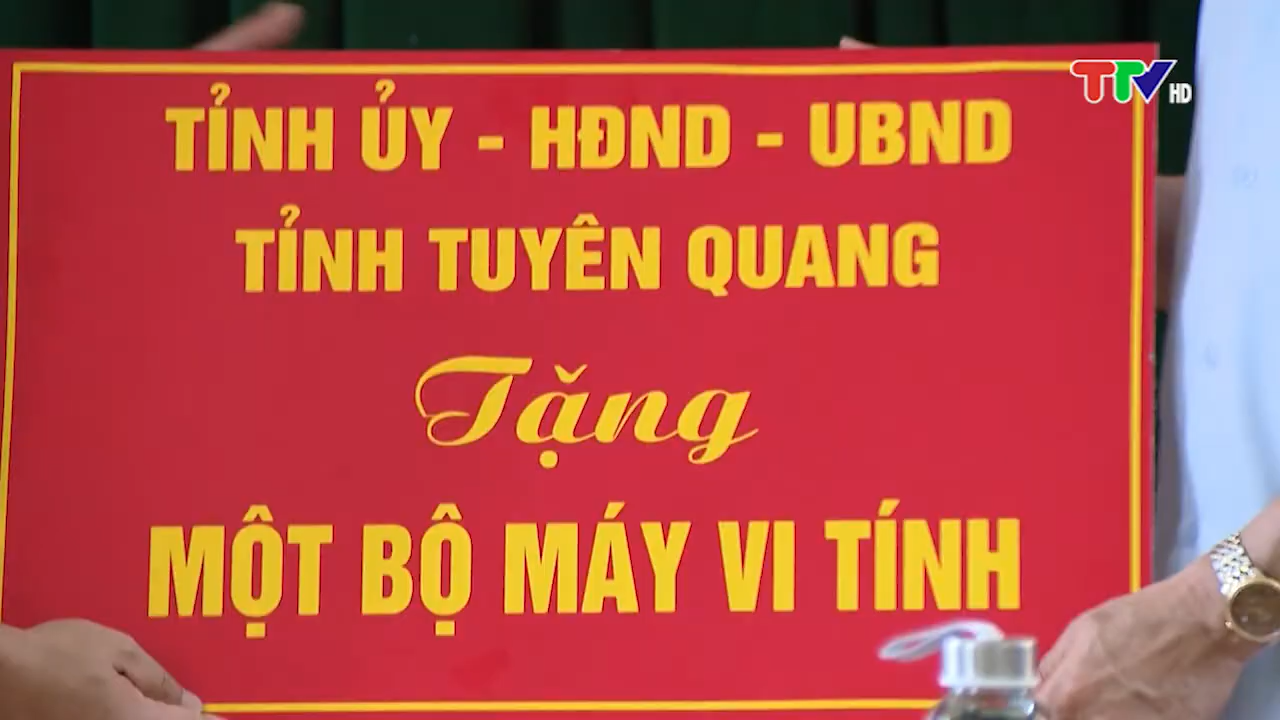 TTV HD
TỈNH ỦY - HĐND - UBND
TỈNH TUYÊN QUANG
Tặng
MỘT BỘ MÁY VI TÍNH